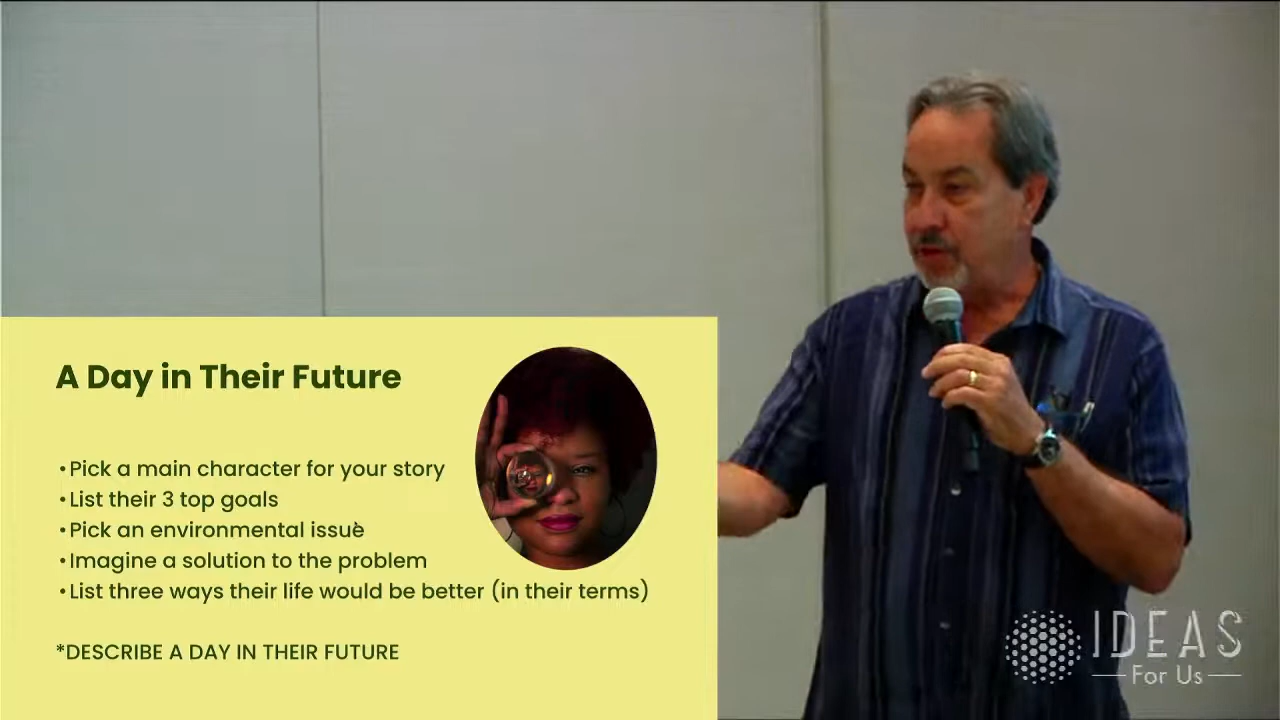 A Day in Their Future
•Pick a main character for your story
•List their 3 top goals
•Pick an environmental issuè
•Imagine a solution to the problem
•List three ways their life would be better (in their terms)
*DESCRIBE A DAY IN THEIR FUTURE
IDEAS
For Us